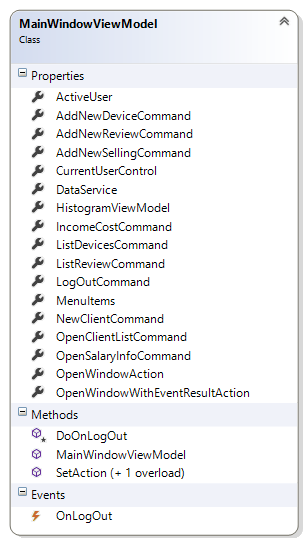 MainWindowViewModel
Class
Properties
ActiveUser
AddNewDeviceCommand
AddNewReviewCommand
AddNewSellingCommand
CurrentUserControl
DataService
HistogramViewModel
IncomeCostCommand
ListDevicesCommand
ListReviewCommand
LogOutCommand
MenuItems
NewClientCommand
OpenClientListCommand
OpenSalaryInfoCommand
OpenWindowAction
OpenWindowWithEventResultAction
Methods
DoOnLogOut
MainWindowViewModel
SetAction (+ 1 overload)
Events
OnLogOut